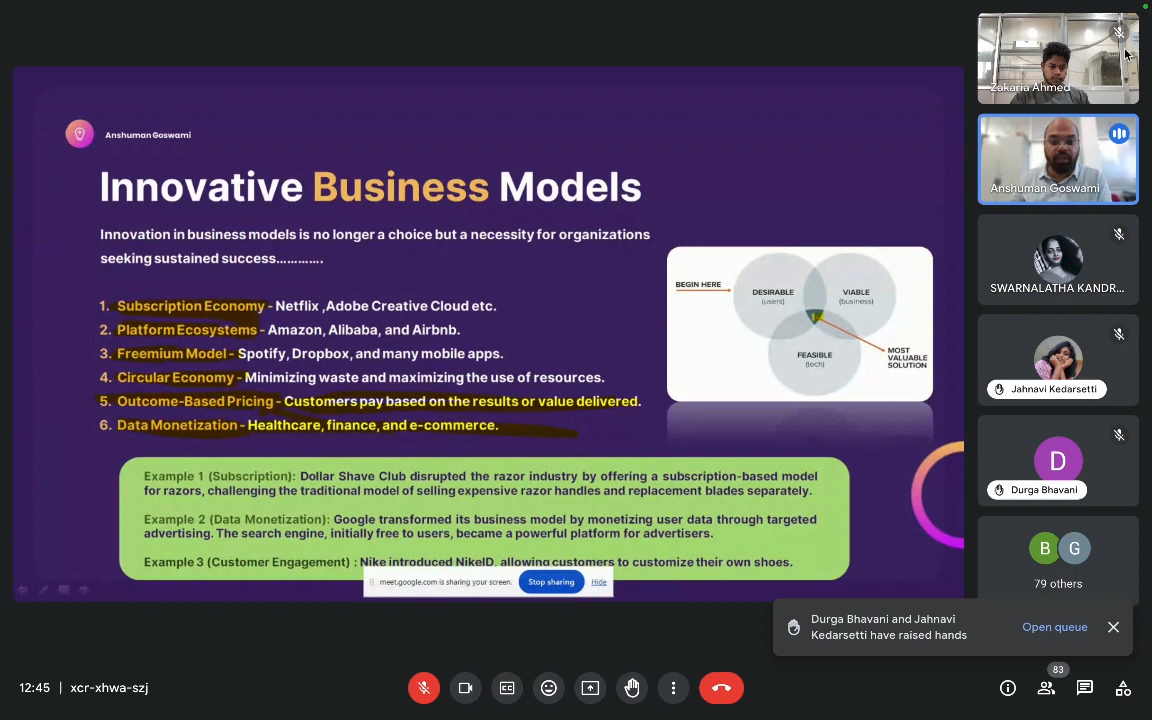 Zakaria Ahmed
Anshuman Goswami
Innovative Business Models
Innovation in business models is no longer a choice but a necessity for organizations
seeking sustained success.............
BEGIN HERE
DESIRABLE
(users)
VIABLE
(business)
FEASIBLE
(tech)
MOST
VALUABLE
SOLUTION
1. Subscription Economy - Netflix ,Adobe Creative Cloud etc.
2. Platform Ecosystems - Amazon, Alibaba, and Airbnb.
3. Freemium Model - Spotify, Dropbox, and many mobile apps.
4. Circular Economy - Minimizing waste and maximizing the use of resources.
5. Outcome-Based Pricing - Customers pay based on the results or value delivered.
6. Data Monetization - Healthcare, finance, and e-commerce.
Example 1 (Subscription): Dollar Shave Club disrupted the razor industry by offering a subscription-based model
for razors, challenging the traditional model of selling expensive razor handles and replacement blades separately.
Example 2 (Data Monetization): Google transformed its business model by monetizing user data through targeted
advertising. The search engine, initially free to users, became a powerful platform for advertisers.
Example 3 (Customer Engagement) : Nike introduced NikeID, allowing customers to customize their own shoes.
meet.google.com is sharing your screen. Stop sharing Hide
Anshuman Goswami
SWARNALATHA KANDR...
Jahnavi Kedarsetti
D
Durga Bhavani
B G
79 others
Durga Bhavani and Jahnavi
Kedarsetti have raised hands
Open queue
12:45 | xcr-xhwa-szj
83